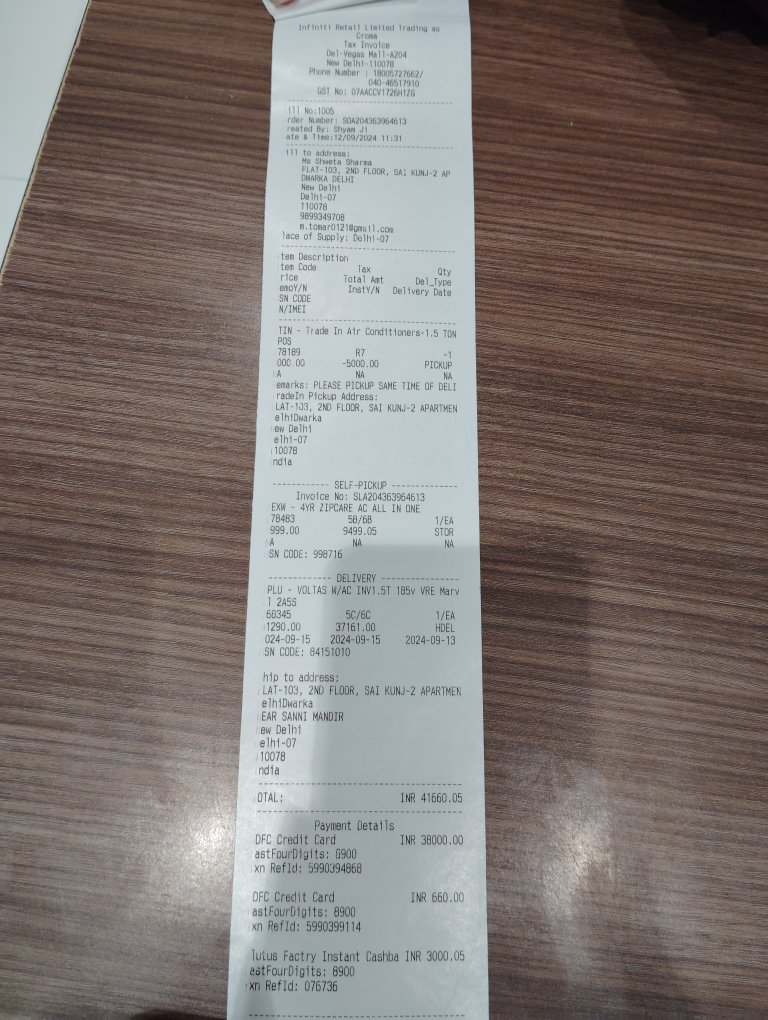 Infiniti Retail Limited Trading as
Croma
Tax Invoice
Del-Vegas Mall-A204
New Delhi-110078
Phone Number : 18005727662/
040-46517910
GST No: 07AACCV1726H1ZG
ill No:1005
rder Number: SOA204363964613
reated By: Shyam Ji
ate & Time:12/09/2024 11:31
ill to address:
Ms Shweta Sharma
FLAT-103, 2ND FLOOR, SAI KUNJ-2 AP
DWARKA DELHI
New Delhi
Delhi-07
110078
9899349708
m.tomar0121@gmail.com
lace of Supply: Delhi-07
tem Description
tem Code Tax Qty
rice Total Amt Del_Type
emoY/N InstY/N Delivery Date
SN CODE
N/IMEI
TIN - Trade In Air Conditioners-1.5 TON
POS
78189 R7 -1
000.00 -5000.00 PICKUP
A NA NA
emarks: PLEASE PICKUP SAME TIME OF DELI
radeIn Pickup Address:
LAT-103, 2ND FLOOR, SAI KUNJ-2 APARTMEN
elhiDwarka
ew Delhi
elhi-07
10078
ndia
------------ SELF-PICKUP --------------
Invoice No: SLA204363964613
EXW - 4YR ZIPCARE AC ALL IN ONE
78483 5B/6B 1/EA
999.00 9499.05 STOR
A NA NA
SN CODE: 998716
------------- DELIVERY ----------------
PLU - VOLTAS W/AC INV1.5T 185v VRE Marv
1 2A5S
68345 5C/6C 1/EA
1290.00 37161.00 HDEL
024-09-15 2024-09-15 2024-09-13
SN CODE: 84151010
hip to address:
LAT-103, 2ND FLOOR, SAI KUNJ-2 APARTMEN
elhiDwarka
EAR SANNI MANDIR
ew Delhi
elhi-07
10078
ndia
OTAL: INR 41660.05
Payment Details
DFC Credit Card INR 38000.00
astFourDigits: 8900
xn RefId: 5990394868
DFC Credit Card INR 660.00
astFourDigits: 8900
xn RefId: 5990399114
lutus Factry Instant Cashba INR 3000.05
astFourDigits: 8900
xn RefId: 076736